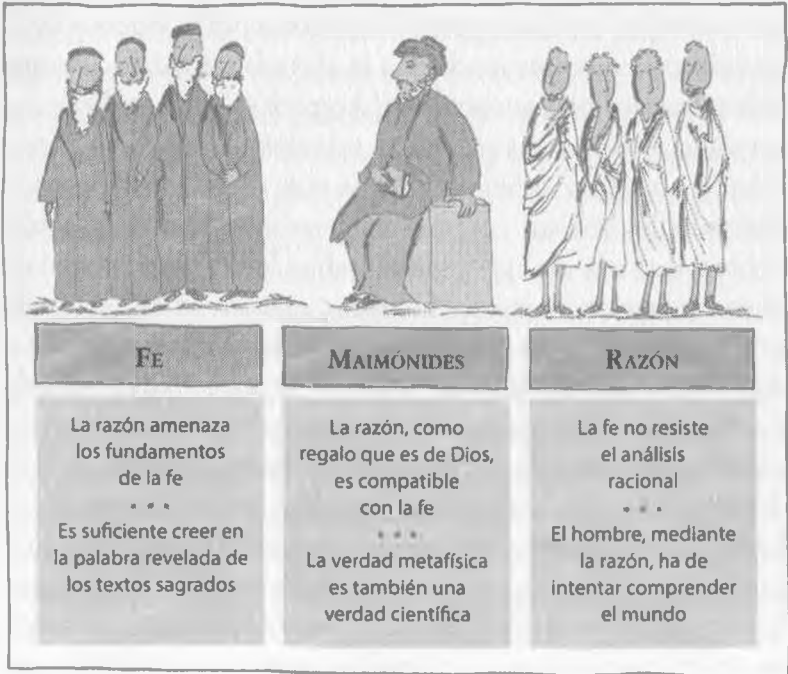 FE
La razón amenaza
los fundamentos
de la fe
• • •
Es suficiente creer en
la palabra revelada de
los textos sagrados
MAIMÓNIDES
La razón, como
regalo que es de Dios,
es compatible
con la fe
• • •
La verdad metafísica
es también una
verdad científica
RAZÓN
La fe no resiste
el análisis
racional
• • •
El hombre, mediante
la razón, ha de
intentar comprender
el mundo